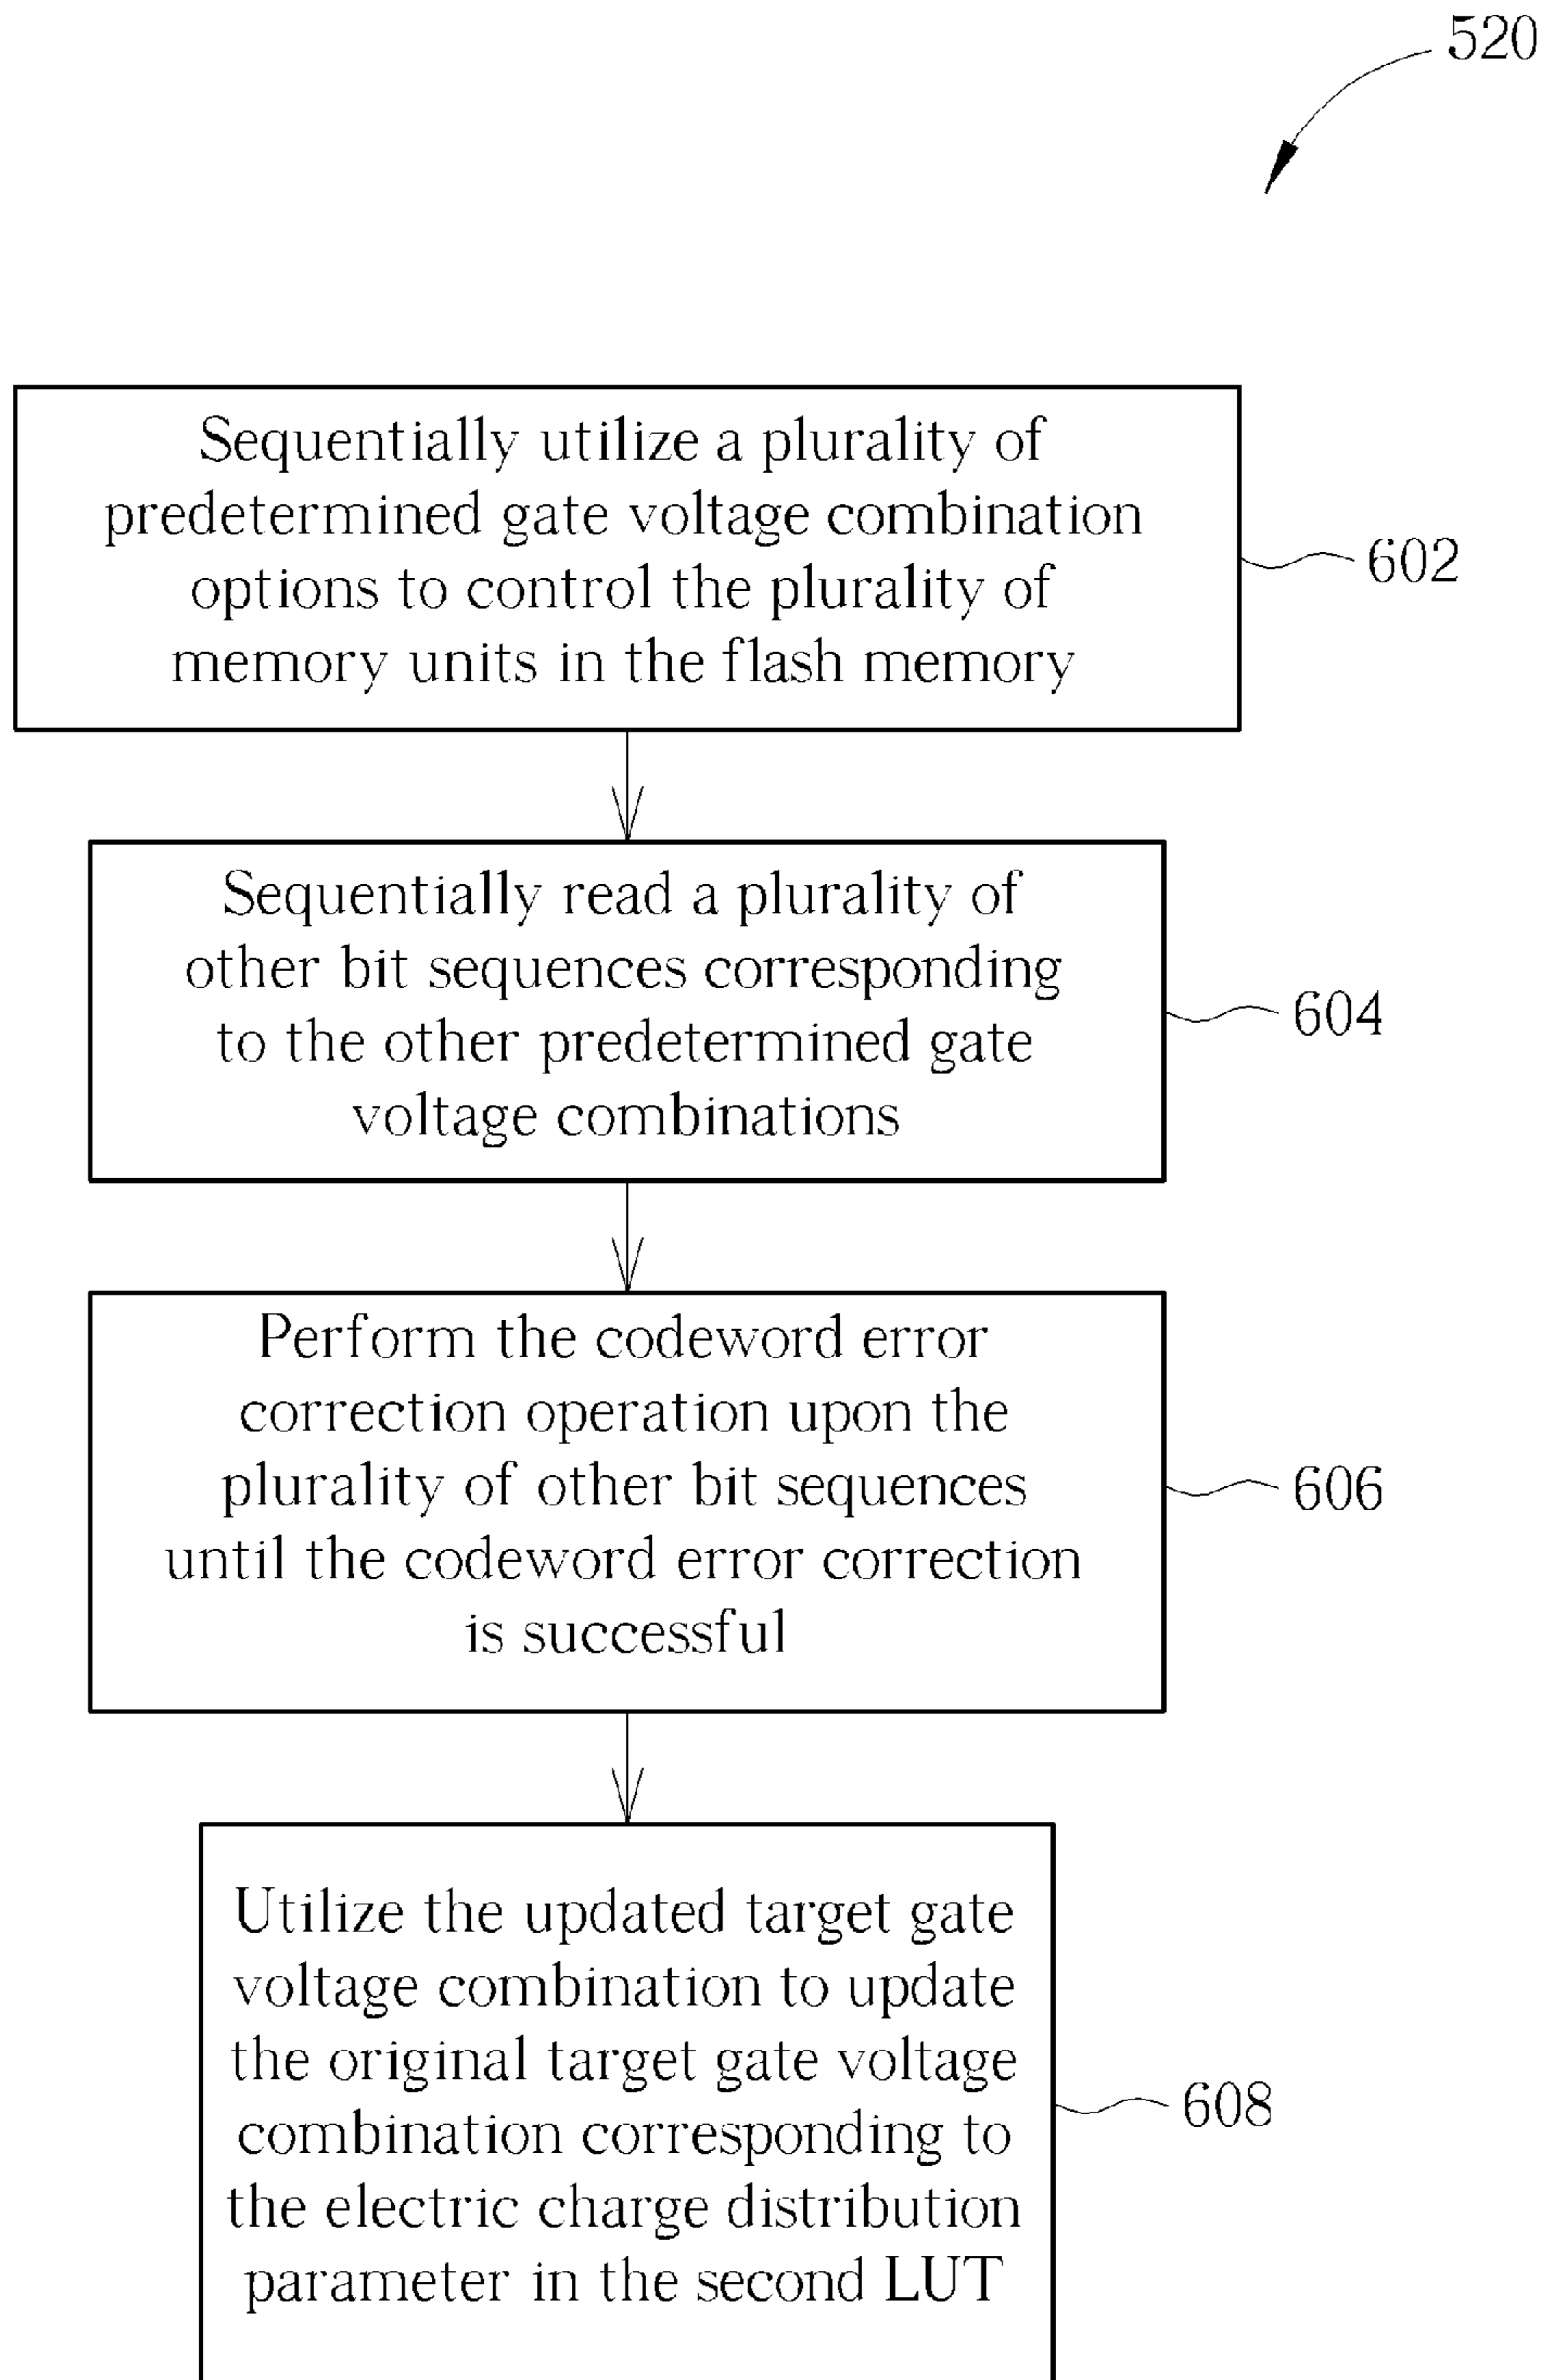 520
Sequentially utilize a plurality of
predetermined gate voltage combination
options to control the plurality of
memory units in the flash memory
602
Sequentially read a plurality of
other bit sequences corresponding
to the other predetermined gate
voltage combinations
604
Perform the codeword error
correction operation upon the
plurality of other bit sequences
until the codeword error correction
is successful
606
Utilize the updated target gate
voltage combination to update
the original target gate voltage
combination corresponding to
the electric charge distribution
parameter in the second LUT
608